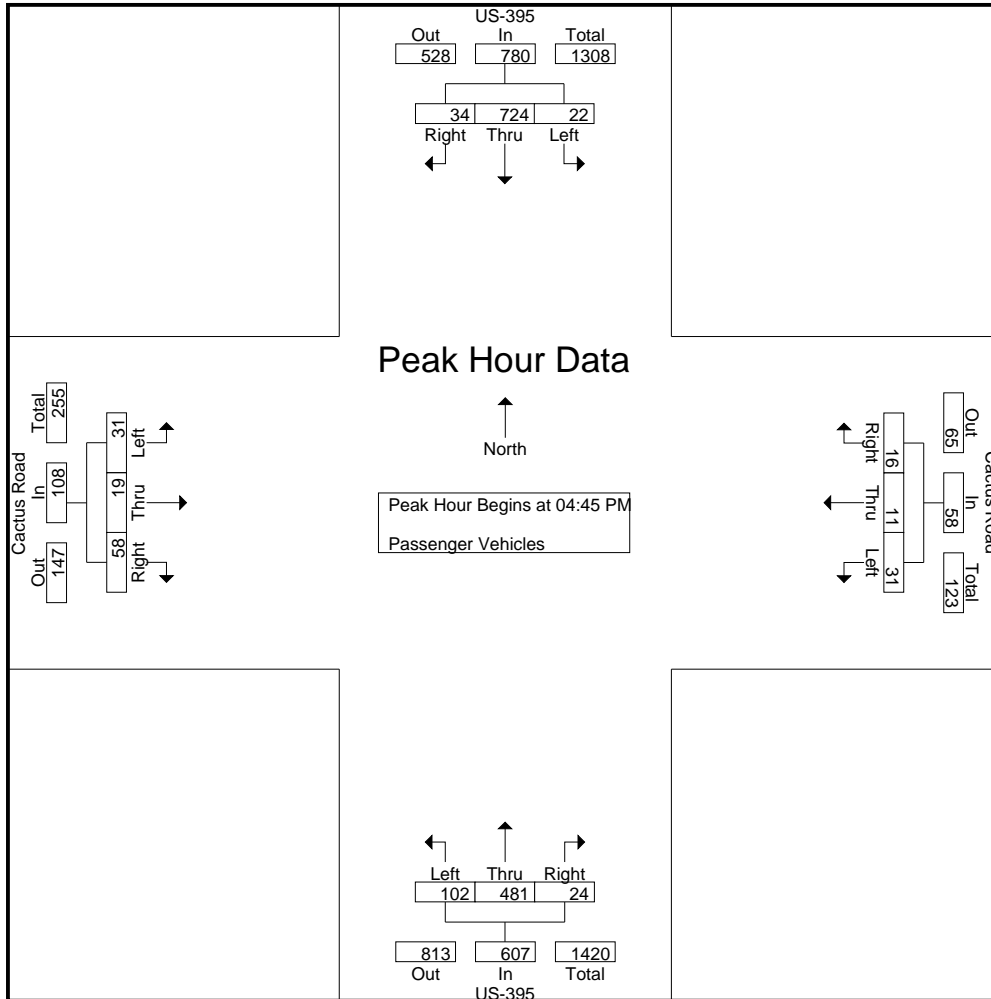 US-395
Out In Total
528 780 1308
34 724 22
Right Thru Left
Peak Hour Data
North
Peak Hour Begins at 04:45 PM
Passenger Vehicles
Cactus Road
Total In Out
255 108 147
31 19 58
Left Thru Right
Cactus Road
Out In Total
65 58 123
16 11 31
Right Thru Left
Left Thru Right
102 481 24
813 607 1420
Out In Total
US-395